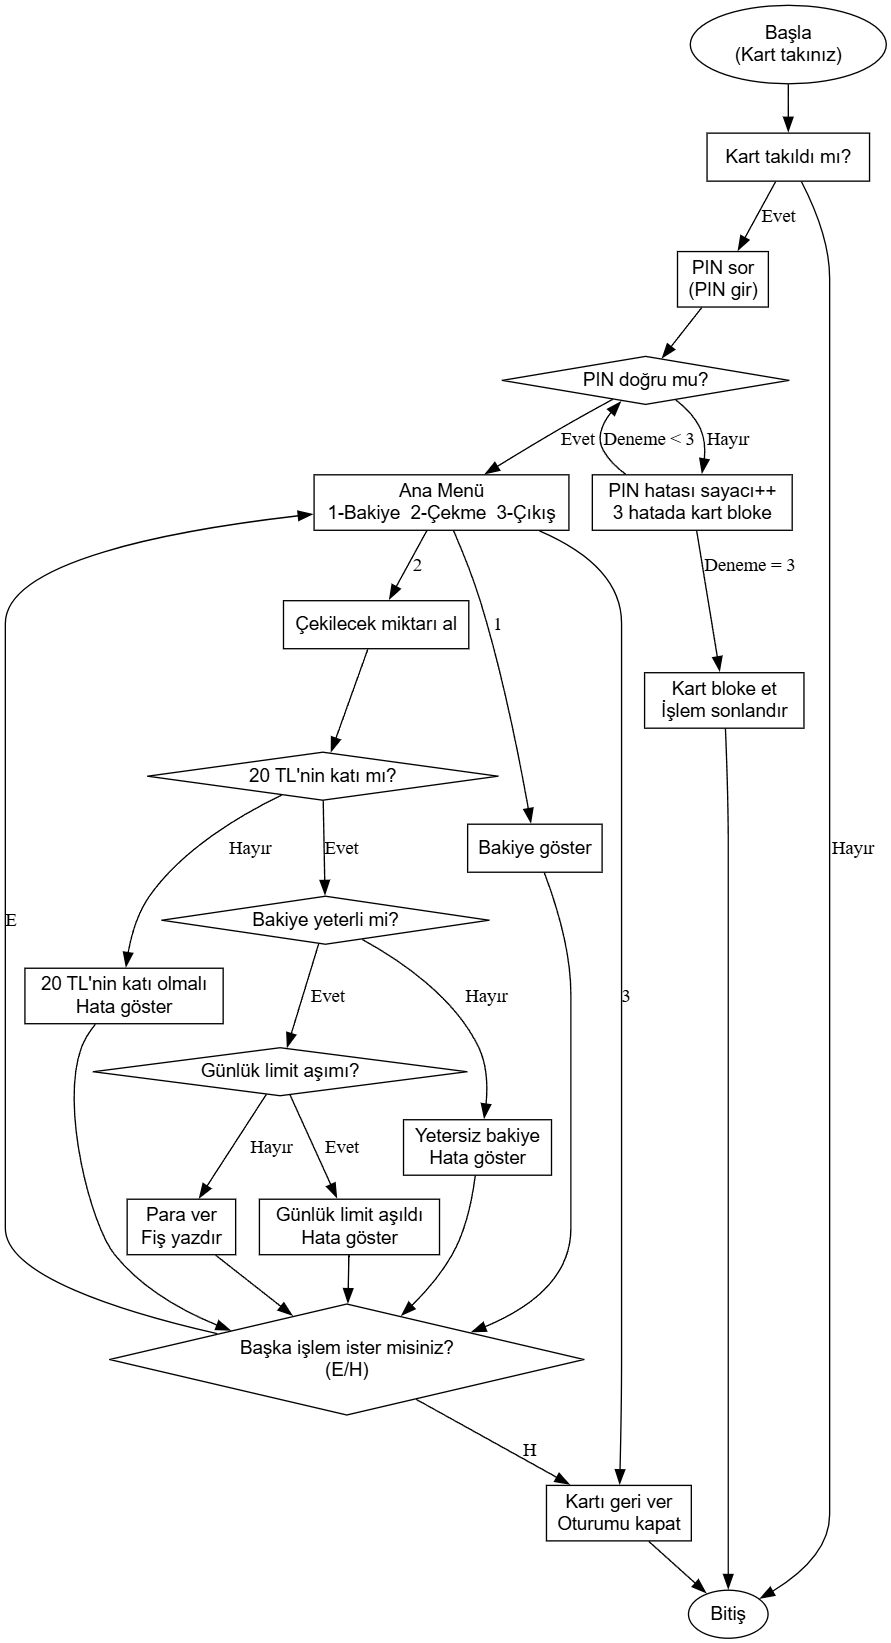 Başla
(Kart takınız)
Kart takıldı mı?
Evet
PIN sor
(PIN gir)
PIN doğru mu?
Evet
Deneme < 3
Hayır
Ana Menü
1-Bakiye  2-Çekme  3-Çıkış
PIN hatası sayacı++
3 hatada kart bloke
2
Deneme = 3
1
Çekilecek miktarı al
Kart bloke et
İşlem sonlandır
20 TL'nin katı mı?
Hayır
Evet
Bakiye göster
Hayır
E
Bakiye yeterli mi?
20 TL'nin katı olmalı
Hata göster
Evet
Hayır
3
Günlük limit aşımı?
Hayır
Evet
Yetersiz bakiye
Hata göster
Para ver
Fiş yazdır
Günlük limit aşıldı
Hata göster
Başka işlem ister misiniz?
(E/H)
H
Kartı geri ver
Oturumu kapat
Bitiş